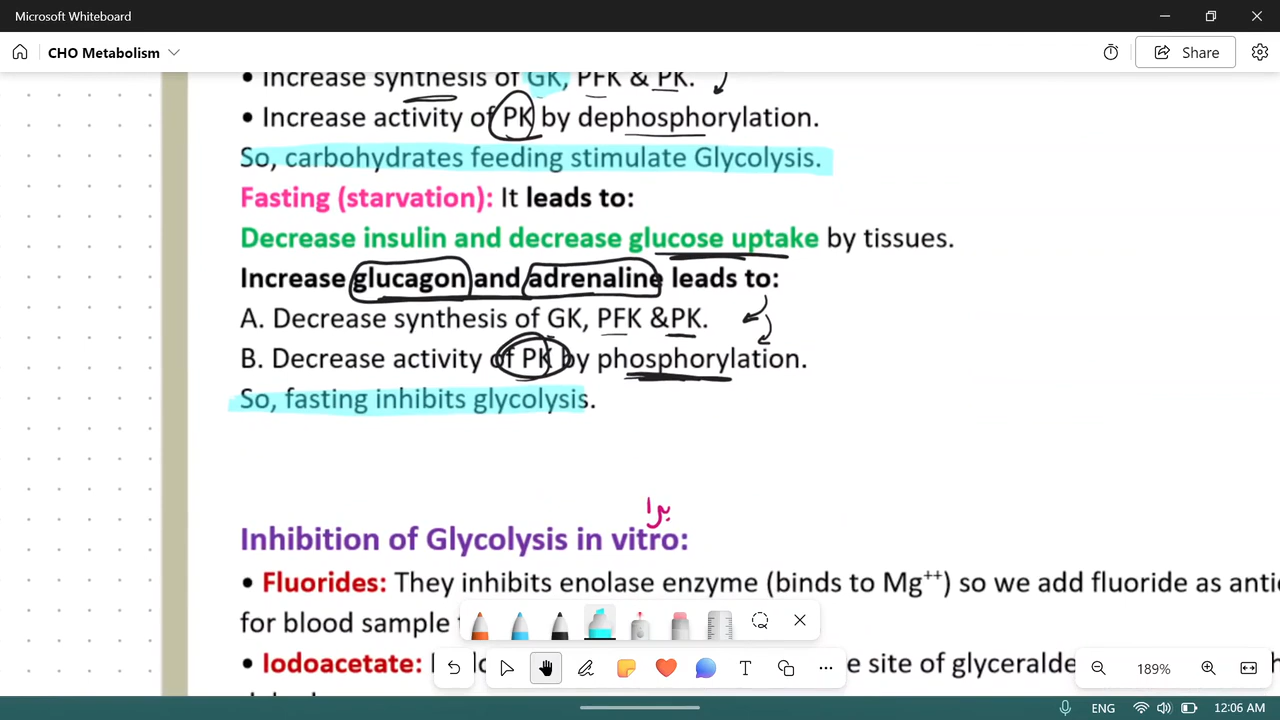 Microsoft Whiteboard
CHO Metabolism
Share
• Increase synthesis of GK, PFK & PK.
• Increase activity of PK by dephosphorylation.
So, carbohydrates feeding stimulate Glycolysis.
Fasting (starvation): It leads to:
Decrease insulin and decrease glucose uptake by tissues.
Increase glucagon and adrenaline leads to:
A. Decrease synthesis of GK, PFK &PK.
B. Decrease activity of PK by phosphorylation.
So, fasting inhibits glycolysis.
برا
Inhibition of Glycolysis in vitro:
• Fluorides: They inhibits enolase enzyme (binds to Mg++) so we add fluoride as
for blood sample
• Iodoacetate: site of
189%
ENG
12:06 AM